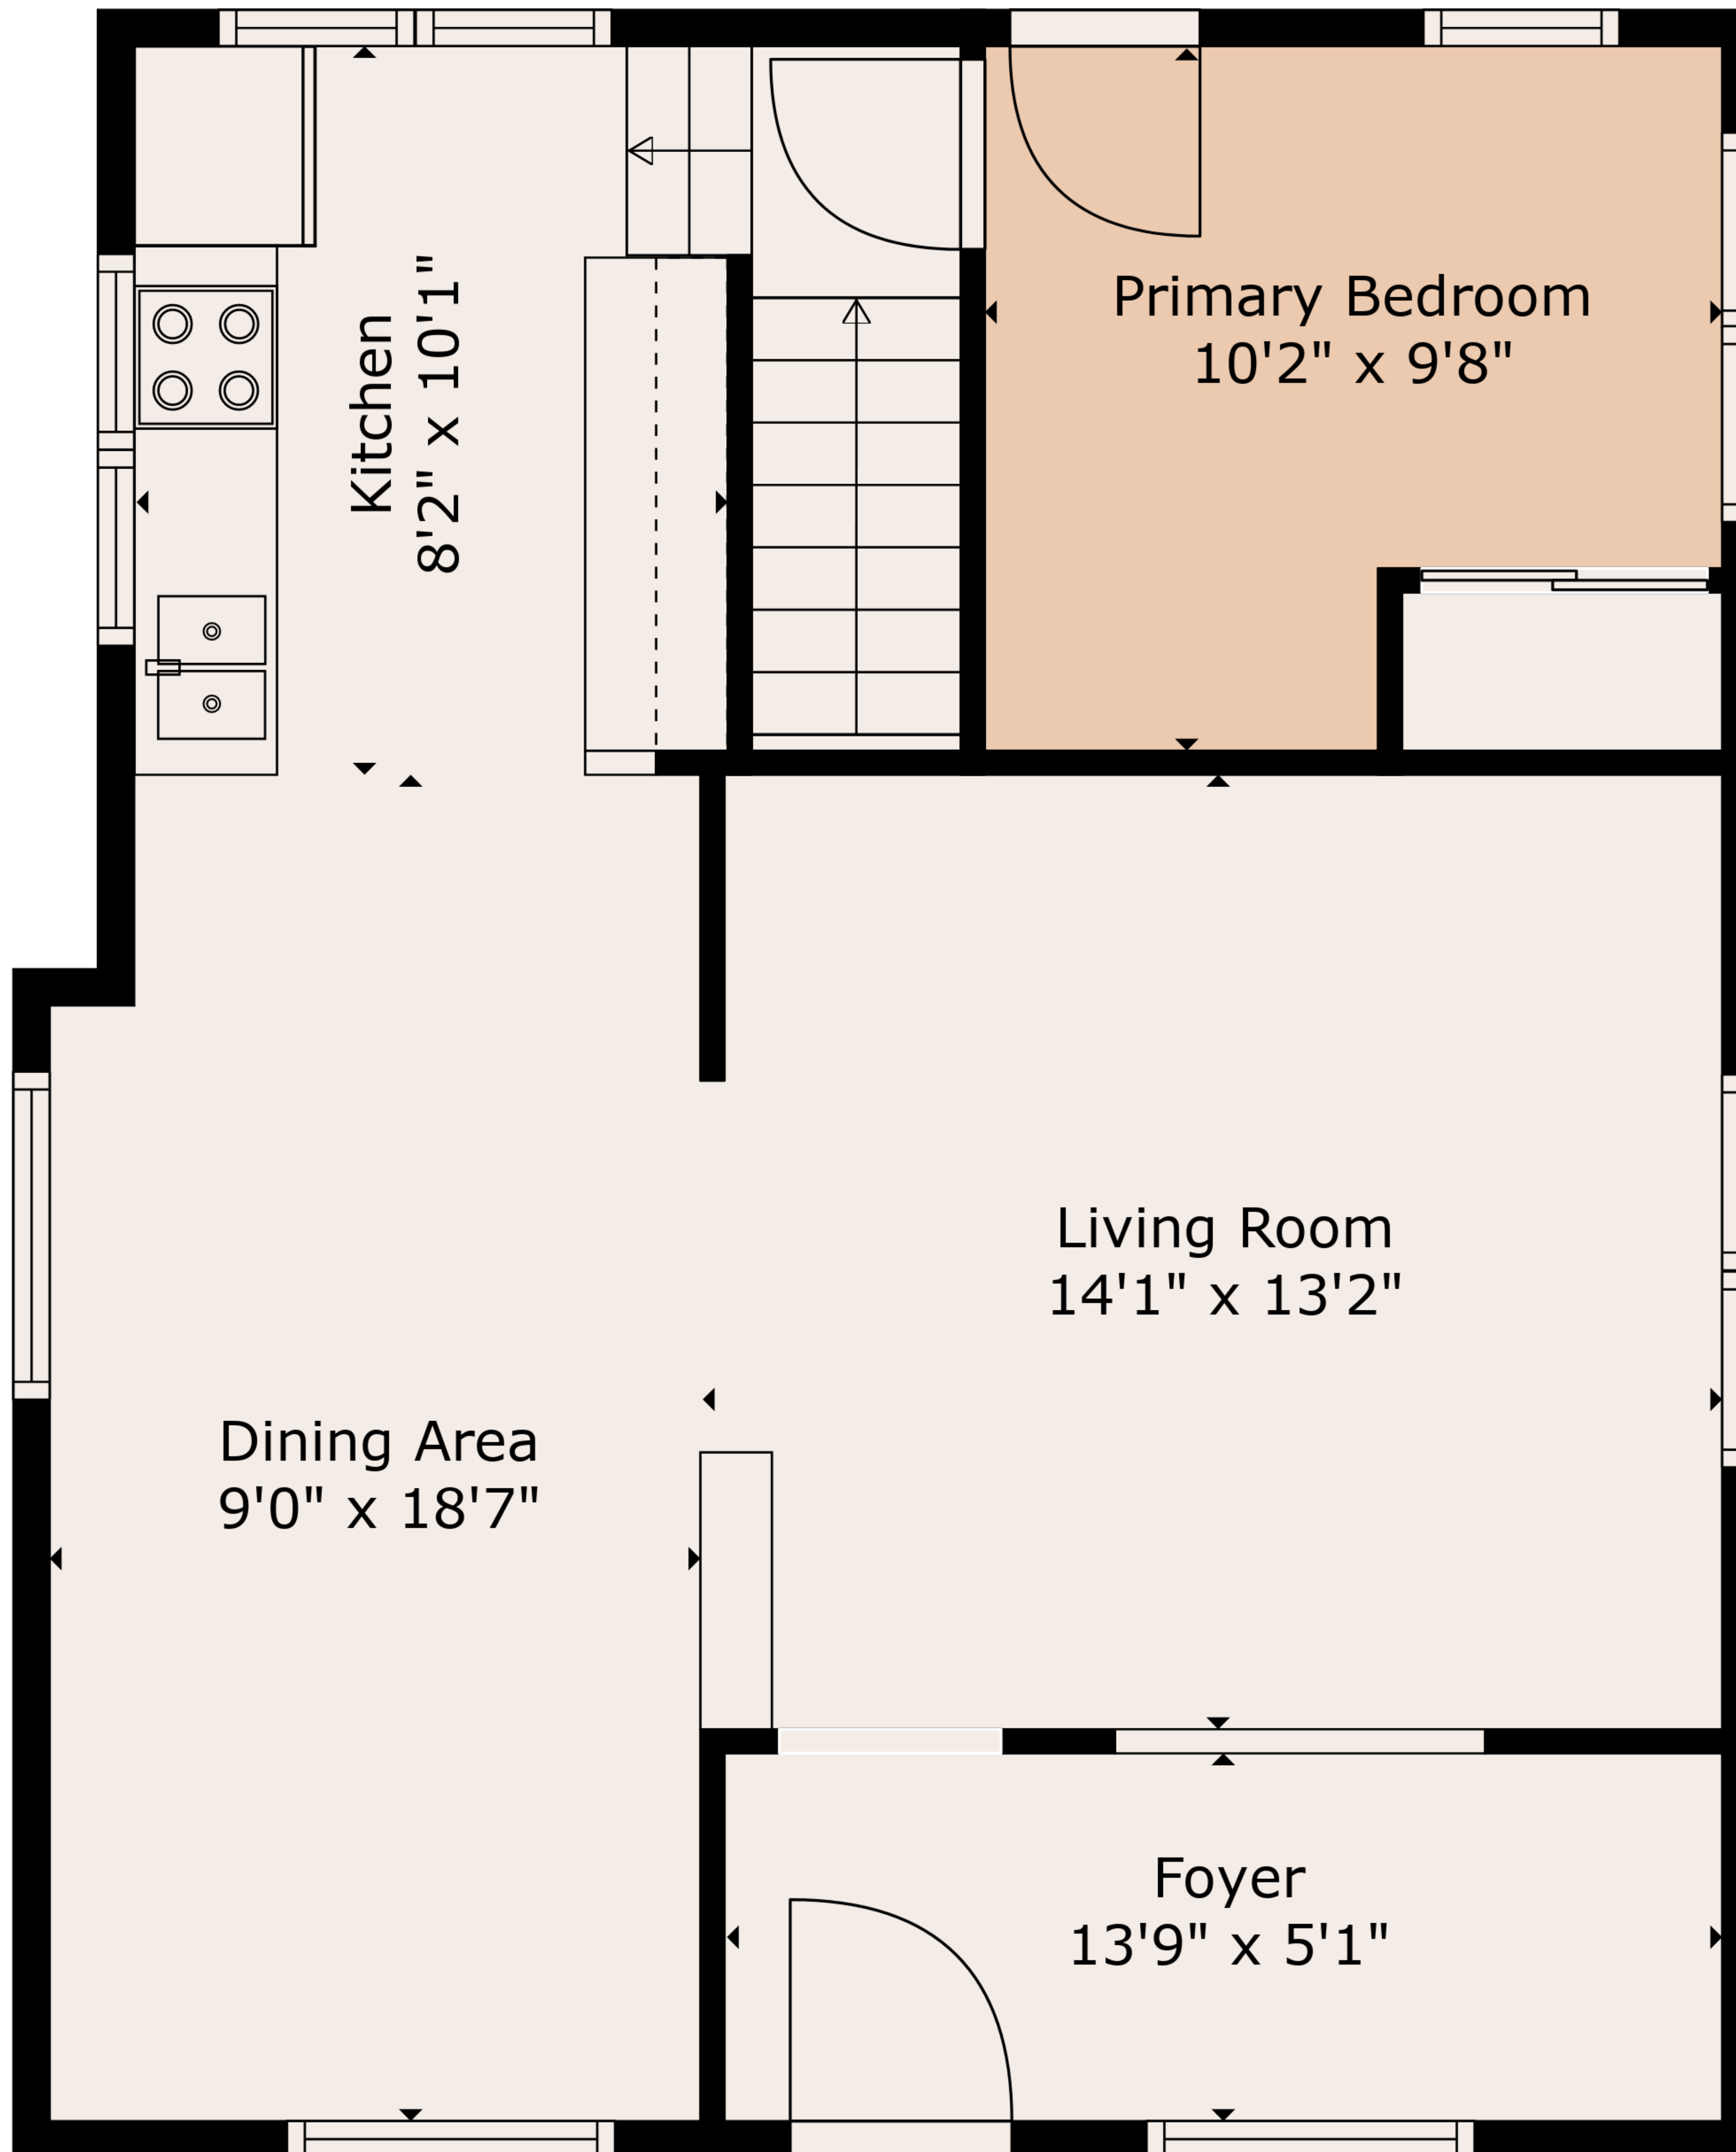 Kitchen
8'2" x 10'1"
Primary Bedroom
10'2" x 9'8"
Living Room
14'1" x 13'2"
Dining Area
9'0" x 18'7"
Foyer
13'9" x 5'1"